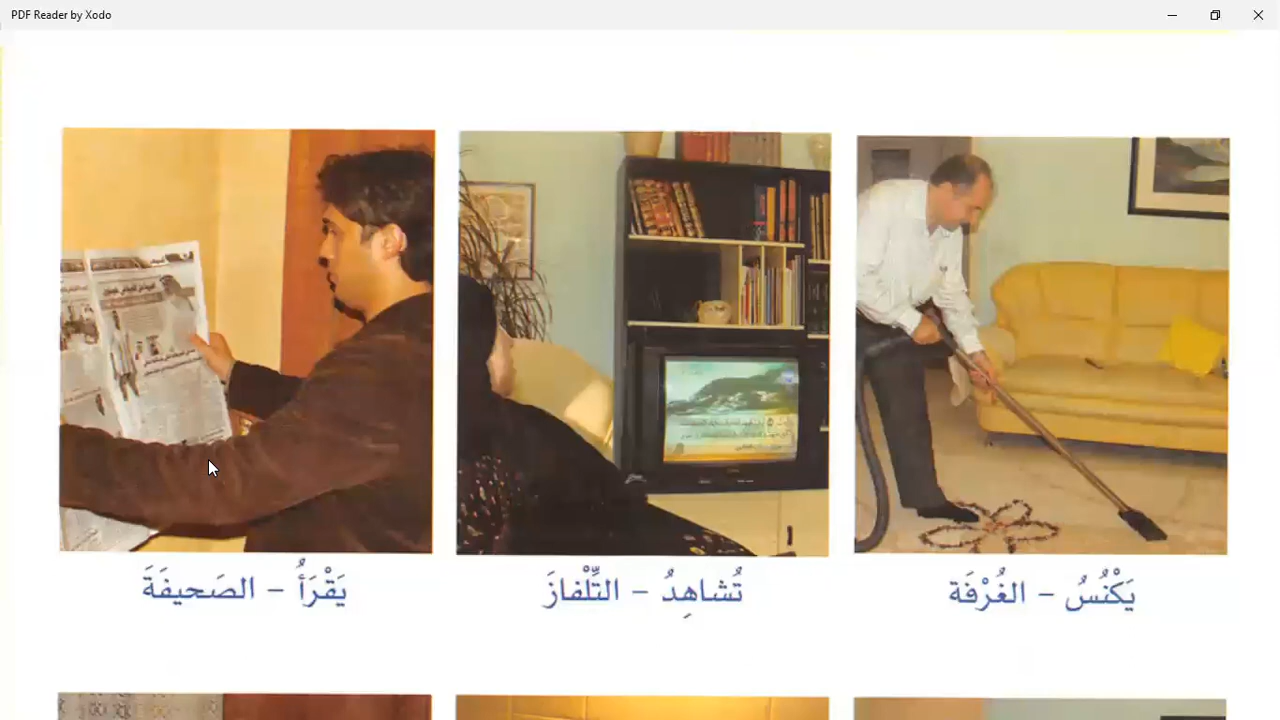 PDF Reader by Xodo
يَكْنُسُ – الغُرْفَة
تُشاهِدُ – التِّلْفازَ
يَقْرَأُ – الصَحيفَةَ